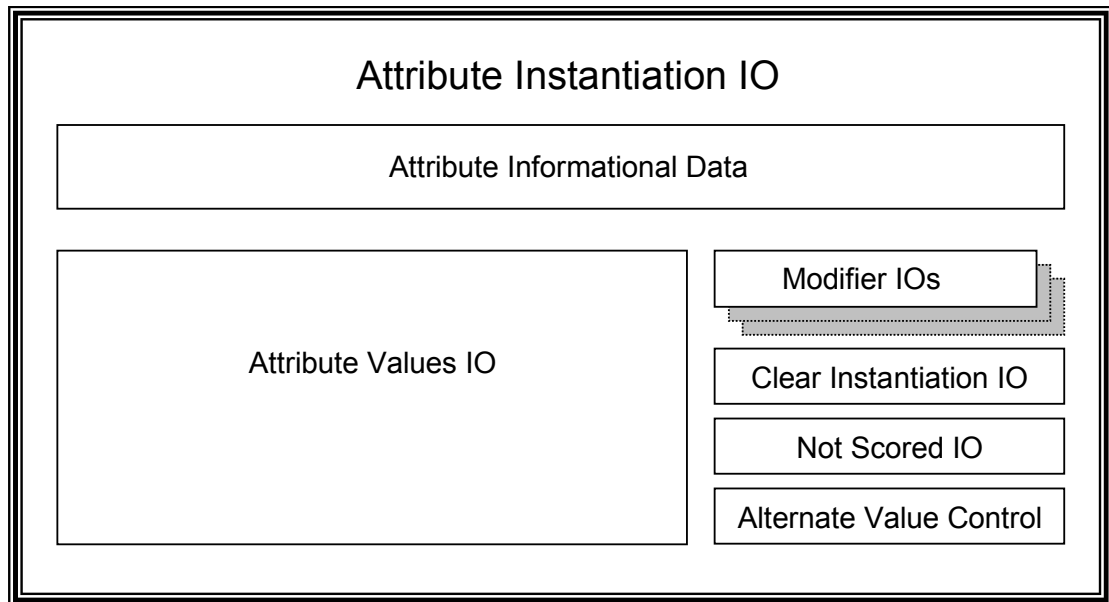 Attribute Instantiation IO
Attribute Informational Data
Attribute Values IO
Modifier IOs
Clear Instantiation IO
Not Scored IO
Alternate Value Control